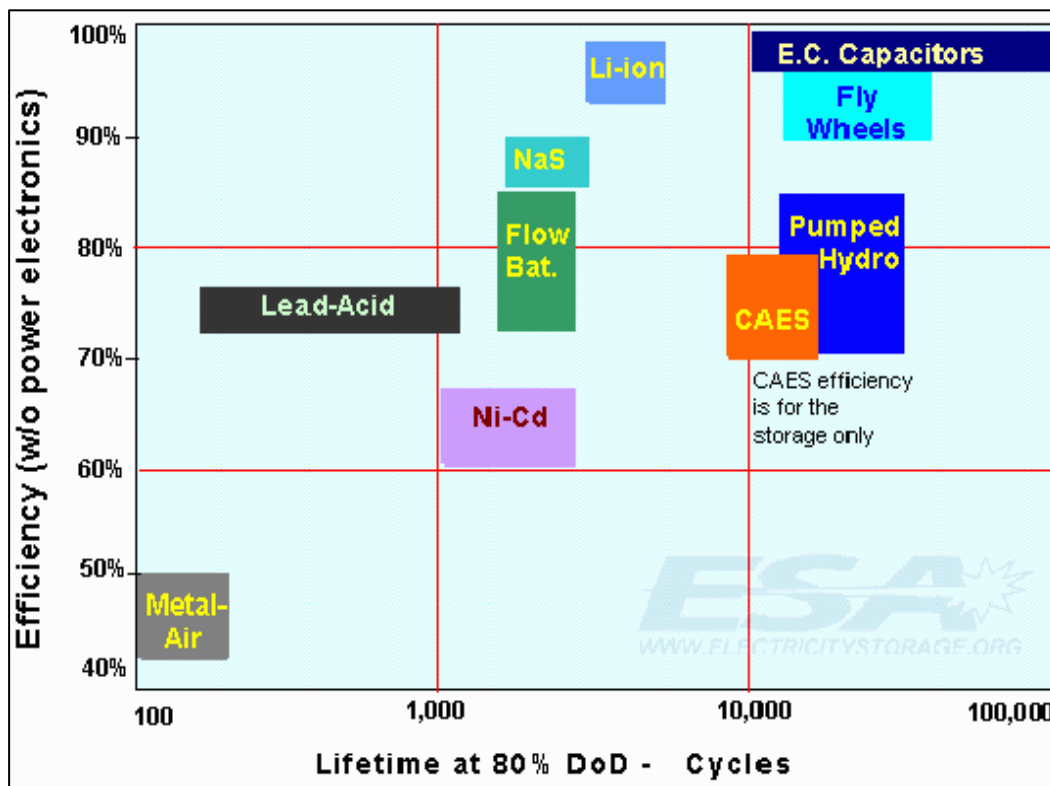 100%
90%
80%
70%
60%
50%
40%
Efficiency (w/o power electronics)
E.C. Capacitors
Li-ion
Fly
Wheels
NaS
Flow
Bat.
Pumped
Hydro
Lead-Acid
CAES
CAES efficiency
is for the
storage only
Ni-Cd
Metal-
Air
ESA
WWW.ELECTRICITYSTORAGE.ORG
100
1,000
10,000
100,000
Lifetime at 80% DoD - Cycles